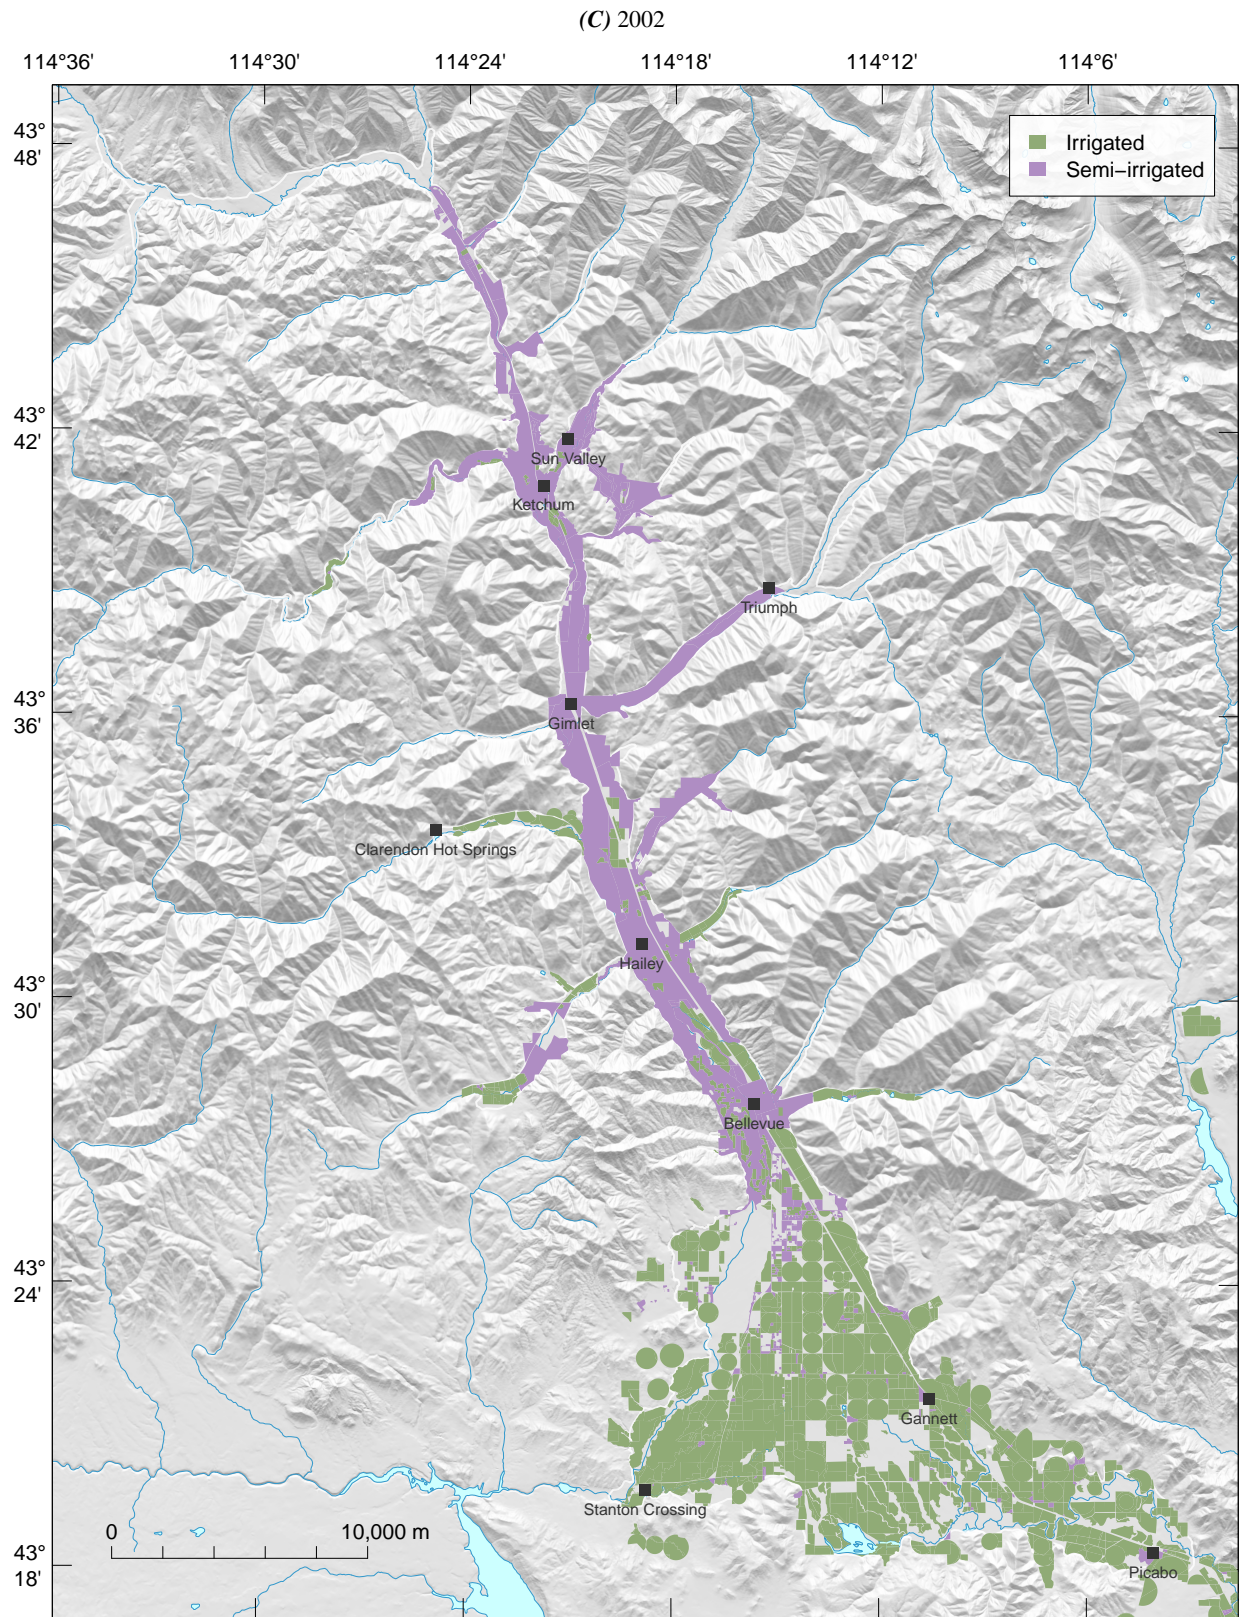 (C) 2002
114°36' 114°30' 114°24' 114°18' 114°12' 114°6'
43°
48'
Irrigated
Semi−irrigated
43°
42'
Sun Valley
Ketchum
Triumph
43°
36'
Gimlet
Clarendon Hot Springs
Hailey
43°
30'
Bellevue
43°
24'
Gannett
Stanton Crossing
0 10,000 m
43°
18'
Picabo